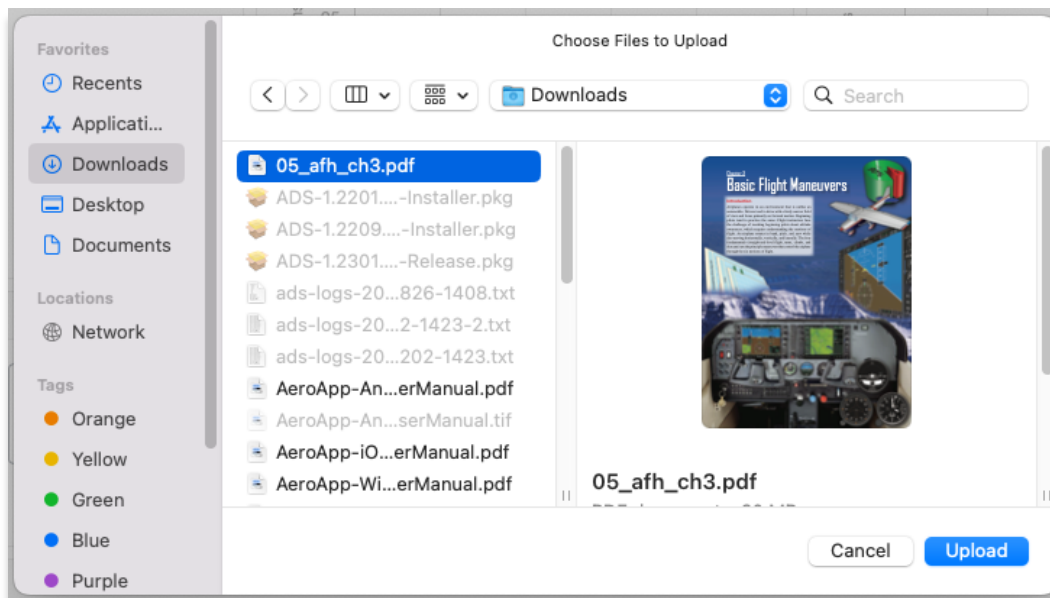 Choose Files to Upload
Favorites
Recents
Applicati...
Downloads
Desktop
Documents
Locations
Network
Tags
Orange
Yellow
Green
Blue
Purple
Downloads
Search
05_afh_ch3.pdf
ADS-1.2201....-Installer.pkg
ADS-1.2209...-Installer.pkg
ADS-1.2301...-Release.pkg
ads-logs-20...826-1408.txt
ads-logs-20...2-1423-2.txt
ads-logs-20...202-1423.txt
AeroApp-An...erManual.pdf
AeroApp-An...serManual.tif
AeroApp-iO...erManual.pdf
AeroApp-Wi...erManual.pdf
Basic Flight Maneuvers
05_afh_ch3.pdf
Cancel
Upload